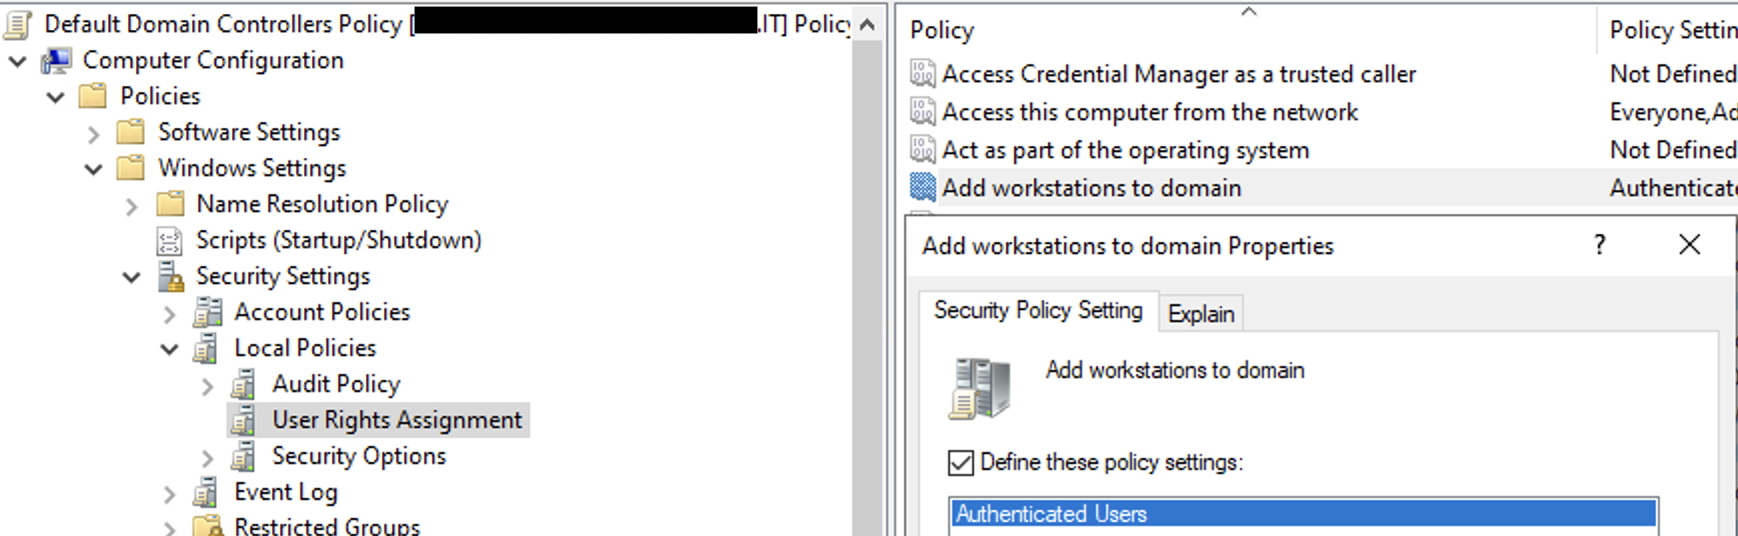 Default Domain Controllers Policy [ .IT] Policy
Computer Configuration
Policies
Software Settings
Windows Settings
Name Resolution Policy
Scripts (Startup/Shutdown)
Security Settings
Account Policies
Local Policies
Audit Policy
User Rights Assignment
Security Options
Event Log
Restricted Groups
Policy Policy Settin
Access Credential Manager as a trusted caller Not Defined
Access this computer from the network Everyone,Ad
Act as part of the operating system Not Defined
Add workstations to domain Authenticate
Add workstations to domain Properties ?
Security Policy Setting Explain
Add workstations to domain
Define these policy settings:
Authenticated Users